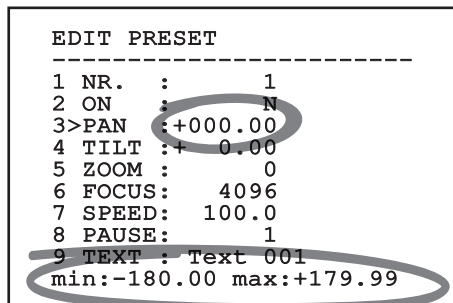 EDIT PRESET
-------------------------
1 NR. : 1
2 ON : N
3>PAN :+000.00
4 TILT :+ 0.00
5 ZOOM : 0
6 FOCUS: 4096
7 SPEED: 100.0
8 PAUSE: 1
9 TEXT : Text 001
min:-180.00 max:+179.99